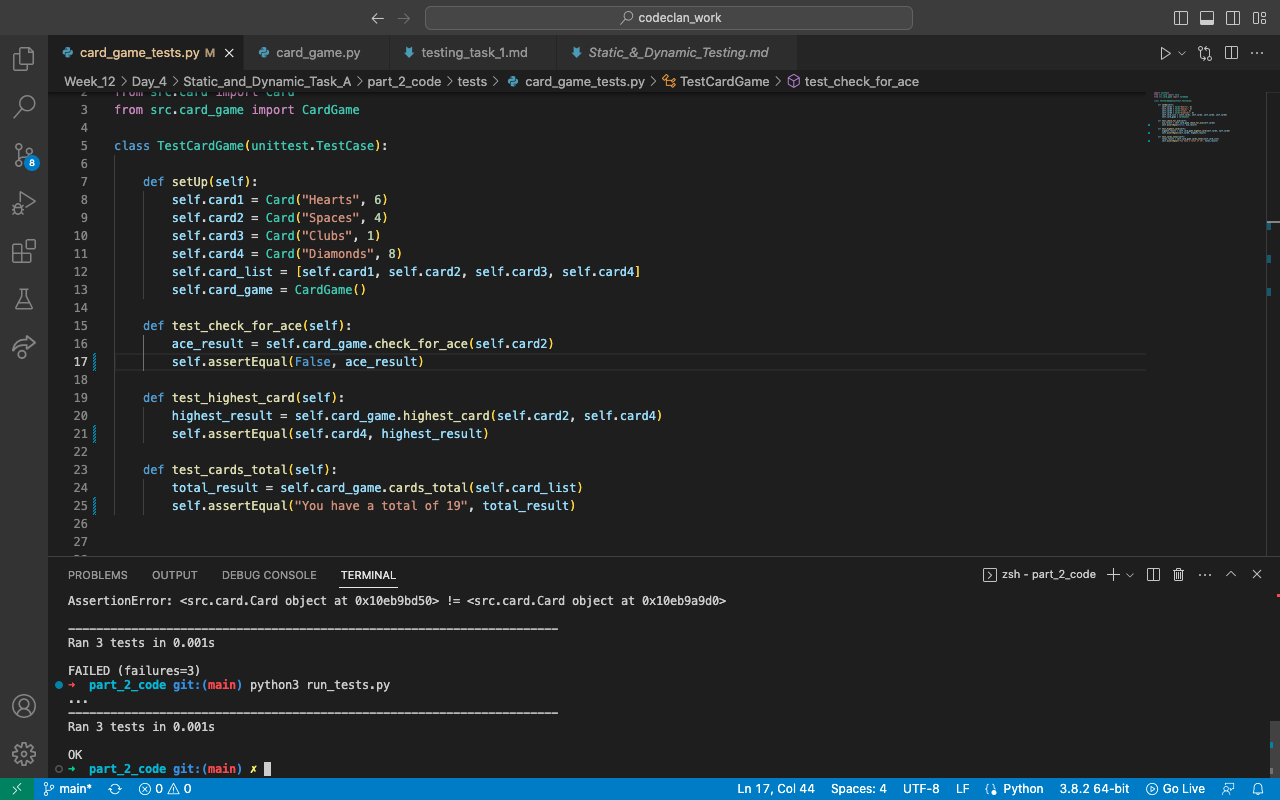 codeclan_work
card_game_tests.py M
card_game.py
testing_task_1.md
Static_&_Dynamic_Testing.md
Week_12 > Day_4 > Static_and_Dynamic_Task_A > part_2_code > tests > card_game_tests.py > TestCardGame > test_check_for_ace
2 from src.card import Card
3 from src.card_game import CardGame
4
5 class TestCardGame(unittest.TestCase):
6
7 def setUp(self):
8 self.card1 = Card("Hearts", 6)
9 self.card2 = Card("Spaces", 4)
10 self.card3 = Card("Clubs", 1)
11 self.card4 = Card("Diamonds", 8)
12 self.card_list = [self.card1, self.card2, self.card3, self.card4]
13 self.card_game = CardGame()
14
15 def test_check_for_ace(self):
16 ace_result = self.card_game.check_for_ace(self.card2)
17 self.assertEqual(False, ace_result)
18
19 def test_highest_card(self):
20 highest_result = self.card_game.highest_card(self.card2, self.card4)
21 self.assertEqual(self.card4, highest_result)
22
23 def test_cards_total(self):
24 total_result = self.card_game.cards_total(self.card_list)
25 self.assertEqual("You have a total of 19", total_result)
26
27
8
PROBLEMS OUTPUT DEBUG CONSOLE TERMINAL
zsh - part_2_code
AssertionError: <src.card.Card object at 0x10eb9bd50> != <src.card.Card object at 0x10eb9a9d0>
----------------------------------------------------------------------
Ran 3 tests in 0.001s
FAILED (failures=3)
➜ part_2_code git:(main) python3 run_tests.py
...
----------------------------------------------------------------------
Ran 3 tests in 0.001s
OK
➜ part_2_code git:(main) ✗
main* 0 0 Ln 17, Col 44 Spaces: 4 UTF-8 LF Python 3.8.2 64-bit Go Live